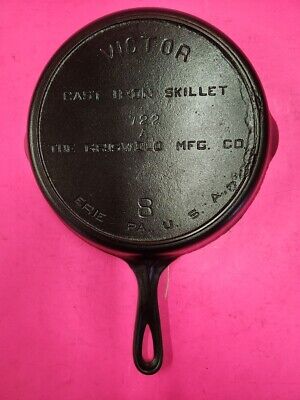 VICTOR
CAST IRON SKILLET
722
A
THE GRISWOLD MFG. CO.
8
ERIE PA. U.S.A.